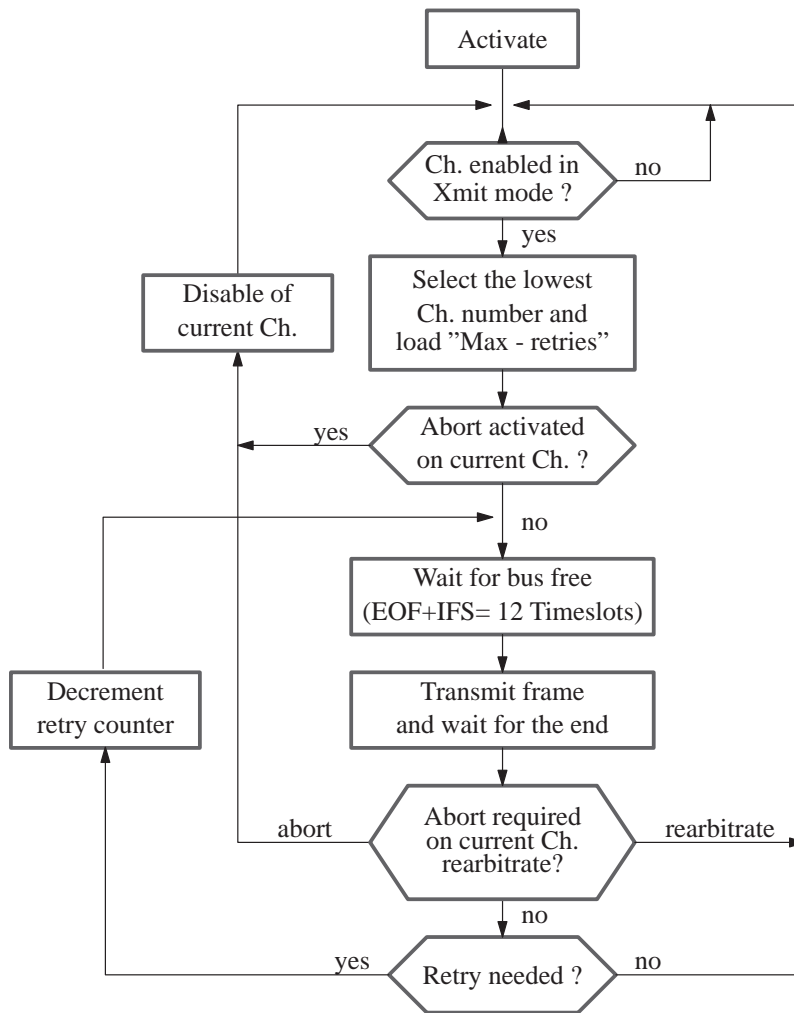 Activate
Ch. enabled in
Xmit mode ?
no
yes
Select the lowest
Ch. number and
load ”Max - retries”
Disable of
current Ch.
yes
Abort activated
on current Ch. ?
no
Wait for bus free
(EOF+IFS= 12 Timeslots)
Decrement
retry counter
Transmit frame
and wait for the end
abort
Abort required
on current Ch.
rearbitrate?
rearbitrate
no
yes
Retry needed ?
no